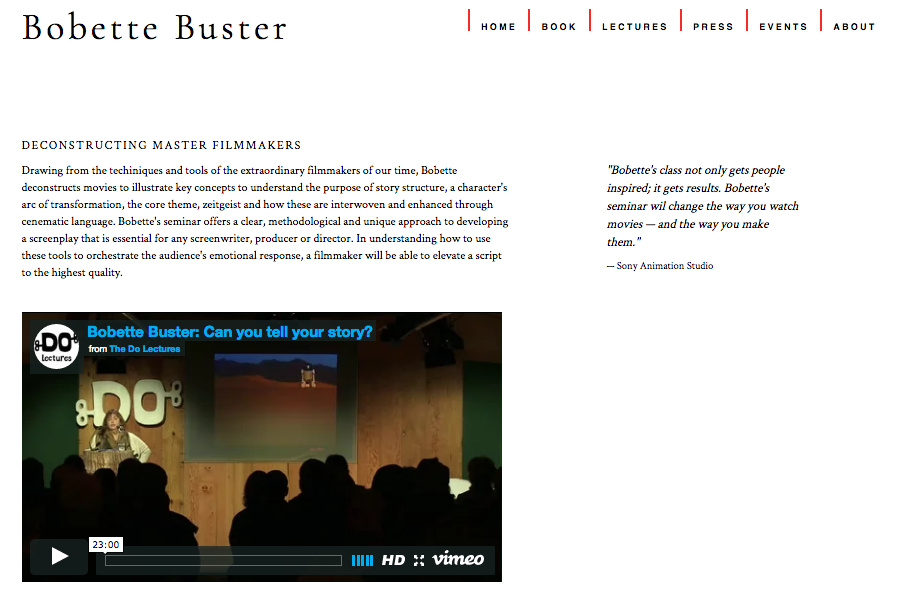 Bobette Buster
HOME
BOOK
LECTURES
PRESS
EVENTS
ABOUT
DECONSTRUCTING MASTER FILMMAKERS
Drawing from the techiniques and tools of the extraordinary filmmakers of our time, Bobette
deconstructs movies to illustrate key concepts to understand the purpose of story structure, a character's
arc of transformation, the core theme, zeitgeist and how these are interwoven and enhanced through
cenematic language. Bobette's seminar offers a clear, methodological and unique approach to developing
a screenplay that is essential for any screenwriter, producer or director. In understanding how to use
these tools to orchestrate the audience's emotional response, a filmmaker will be able to elevate a script
to the highest quality.
"Bobette's class not only gets people
inspired; it gets results. Bobette's
seminar wil change the way you watch
movies — and the way you make
them."
— Sony Animation Studio
DO
Lectures
Bobette Buster: Can you tell your story?
from The Do Lectures
DO
23:00
HD
vimeo